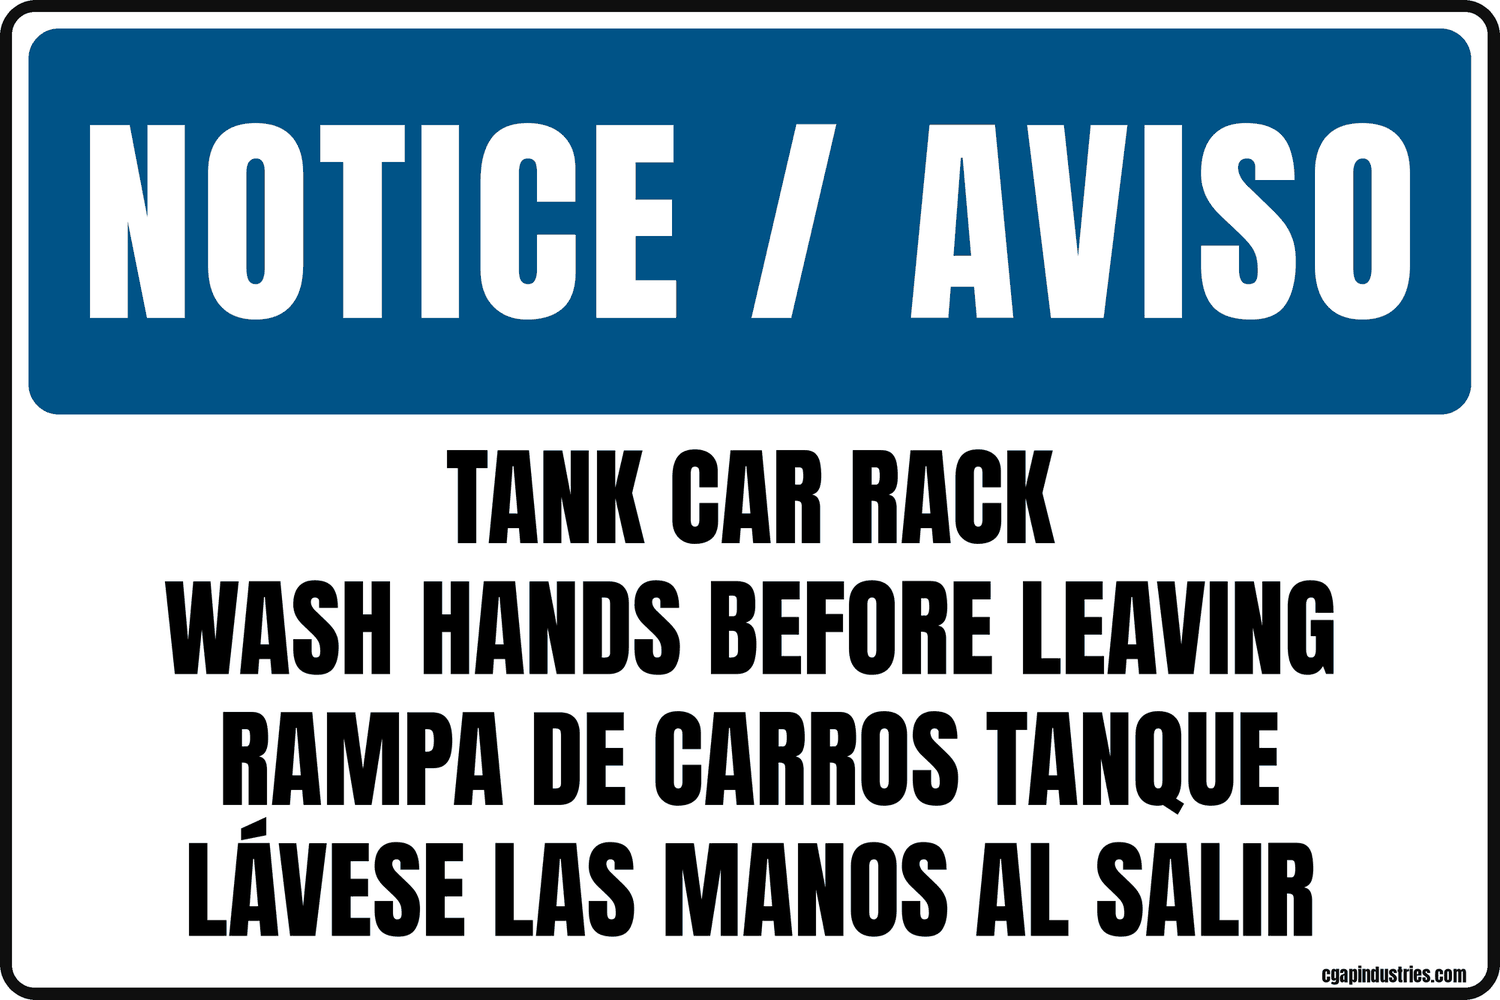 NOTICE / AVISO
TANK CAR RACK
WASH HANDS BEFORE LEAVING
RAMPA DE CARROS TANQUE
LÁVESE LAS MANOS AL SALIR
cgapindustries.com